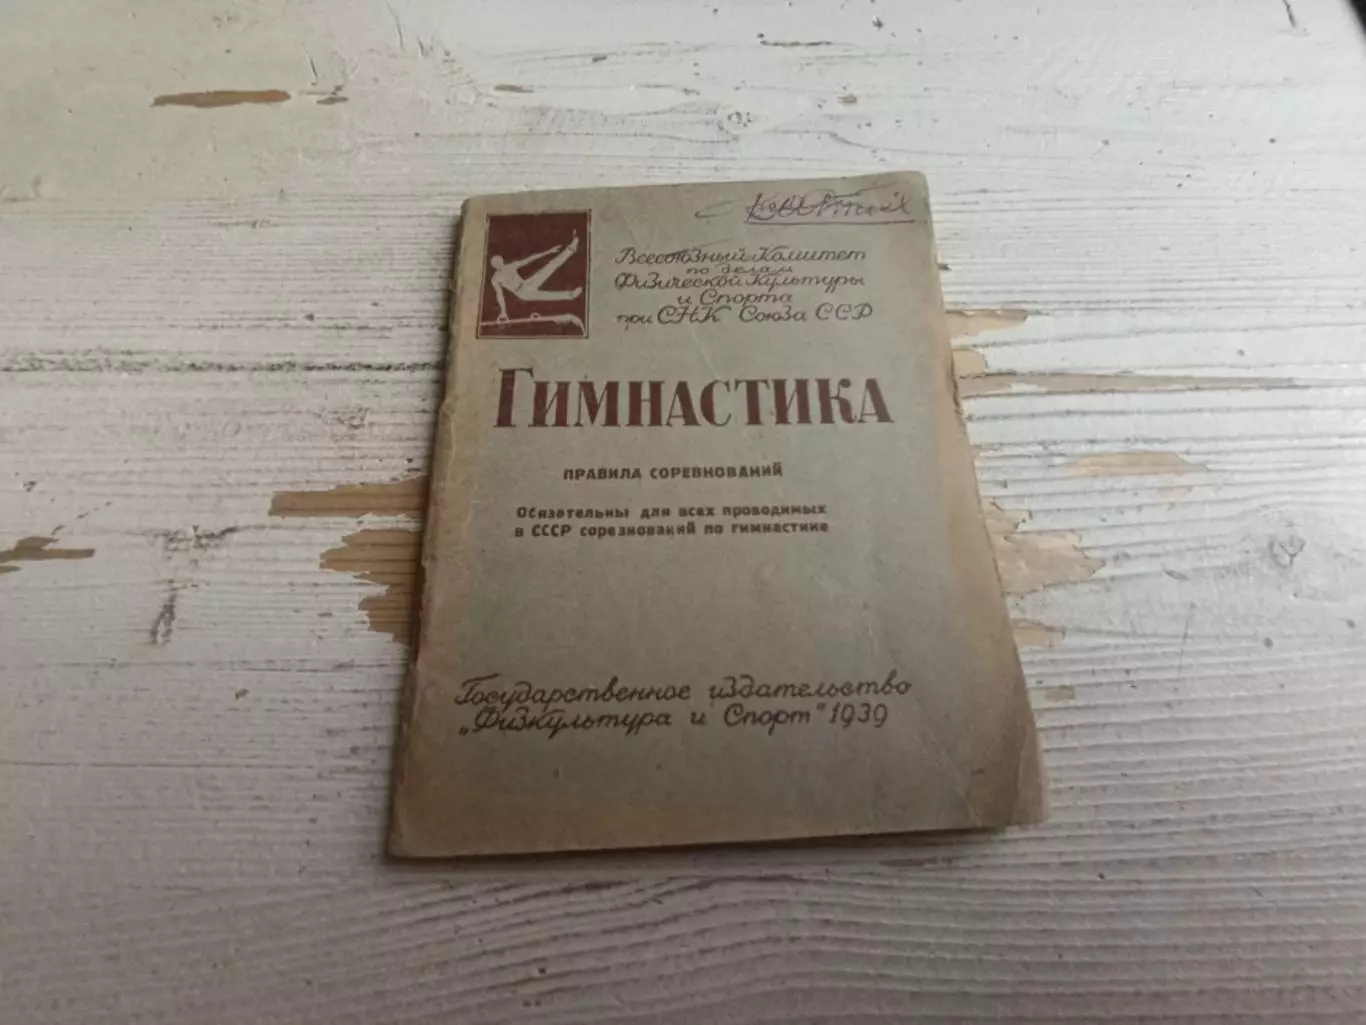 Всесоюзный Комитет
по делам
Физической Культуры
и Спорта
при СНК Союза ССР
ГИМНАСТИКА
ПРАВИЛА СОРЕВНОВАНИЙ
Обязательны для всех проводимых
в СССР соревнований по гимнастике
Государственное издательство
„Физкультура и Спорт" 1939